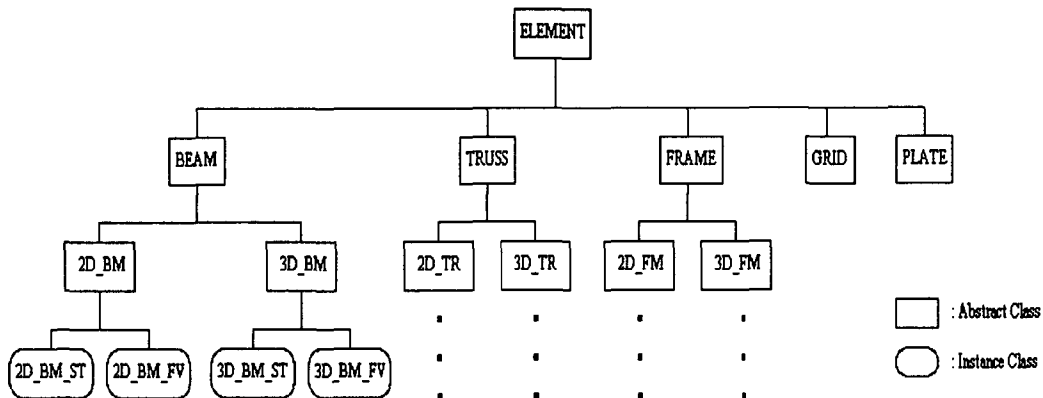 ELEMENT
BEAM TRUSS FRAME GRID PLATE
2D_BM 3D_BM 2D_TR 3D_TR 2D_FM 3D_FM
: Abstract Class
2D_BM_ST 2D_BM_FV 3D_BM_ST 3D_BM_FV : Instance Class